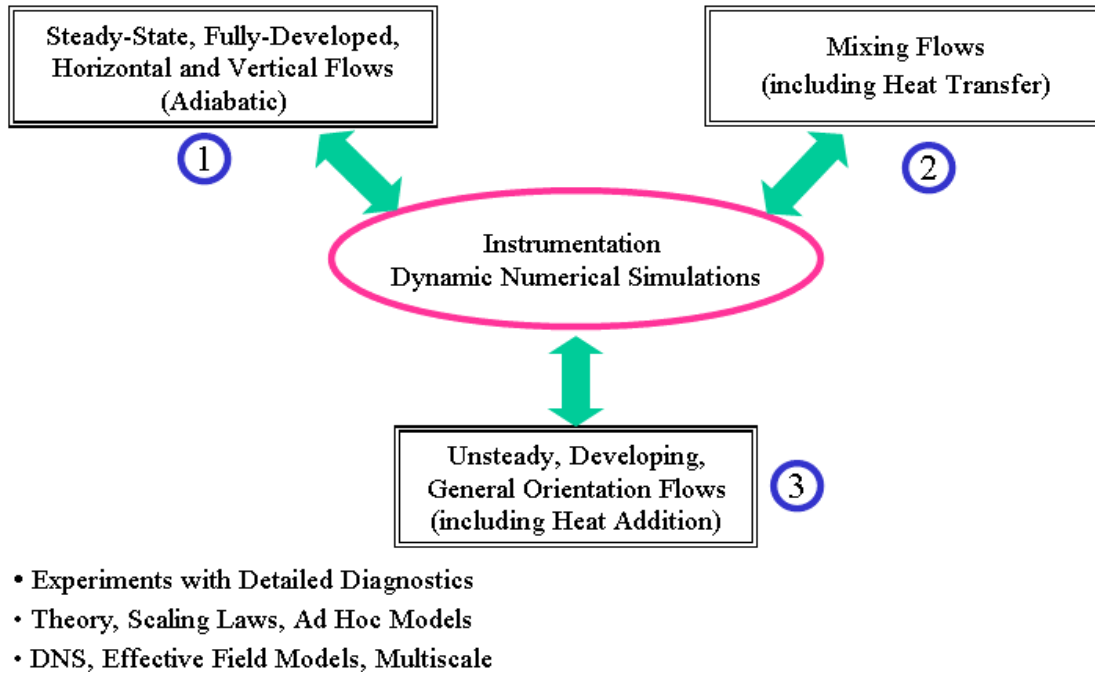 Steady-State, Fully-Developed,
Horizontal and Vertical Flows
(Adiabatic)
1
Mixing Flows
(including Heat Transfer)
2
Instrumentation
Dynamic Numerical Simulations
Unsteady, Developing,
General Orientation Flows
(including Heat Addition)
3
• Experiments with Detailed Diagnostics
• Theory, Scaling Laws, Ad Hoc Models
• DNS, Effective Field Models, Multiscale